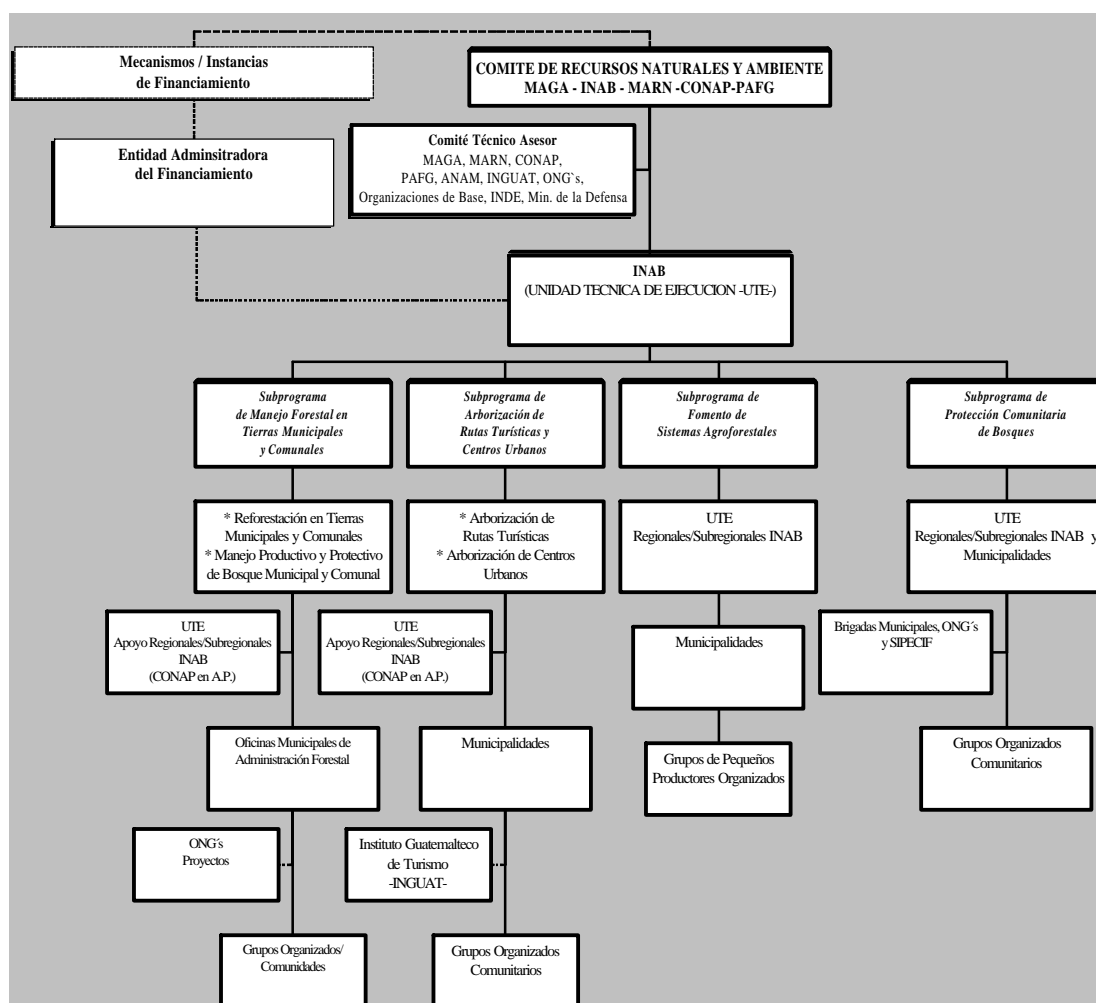 Mecanismos / Instancias
de Financiamiento
COMITE DE RECURSOS NATURALES Y AMBIENTE
MAGA - INAB - MARN -CONAP-PAFG
Comité Técnico Asesor
MAGA, MARN, CONAP,
PAFG, ANAM, INGUAT, ONG`s,
Organizaciones de Base, INDE, Min. de la Defensa
Entidad Adminsitradora
del Financiamiento
INAB
(UNIDAD TECNICA DE EJECUCION -UTE-)
Subprograma
de Manejo Forestal en
Tierras Municipales
y Comunales
Subprograma de
Arborización de
Rutas Turísticas y
Centros Urbanos
Subprograma de
Fomento de
Sistemas Agroforestales
Subprograma de
Protección Comunitaria
de Bosques
* Reforestación en Tierras
Municipales y Comunales
* Manejo Productivo y Protectivo
de Bosque Municipal y Comunal
* Arborización de
Rutas Turísticas
* Arborización de Centros
Urbanos
UTE
Regionales/Subregionales INAB
UTE
Regionales/Subregionales INAB y
Municipalidades
UTE
Apoyo Regionales/Subregionales
INAB
(CONAP en A.P.)
UTE
Apoyo Regionales/Subregionales
INAB
(CONAP en A.P.)
Municipalidades
Brigadas Municipales, ONG´s
y SIPECIF
Oficinas Municipales de
Administración Forestal
Municipalidades
Grupos de Pequeños
Productores Organizados
Grupos Organizados
Comunitarios
ONG´s
Proyectos
Instituto Guatemalteco
de Turismo
-INGUAT-
Grupos Organizados/
Comunidades
Grupos Organizados
Comunitarios